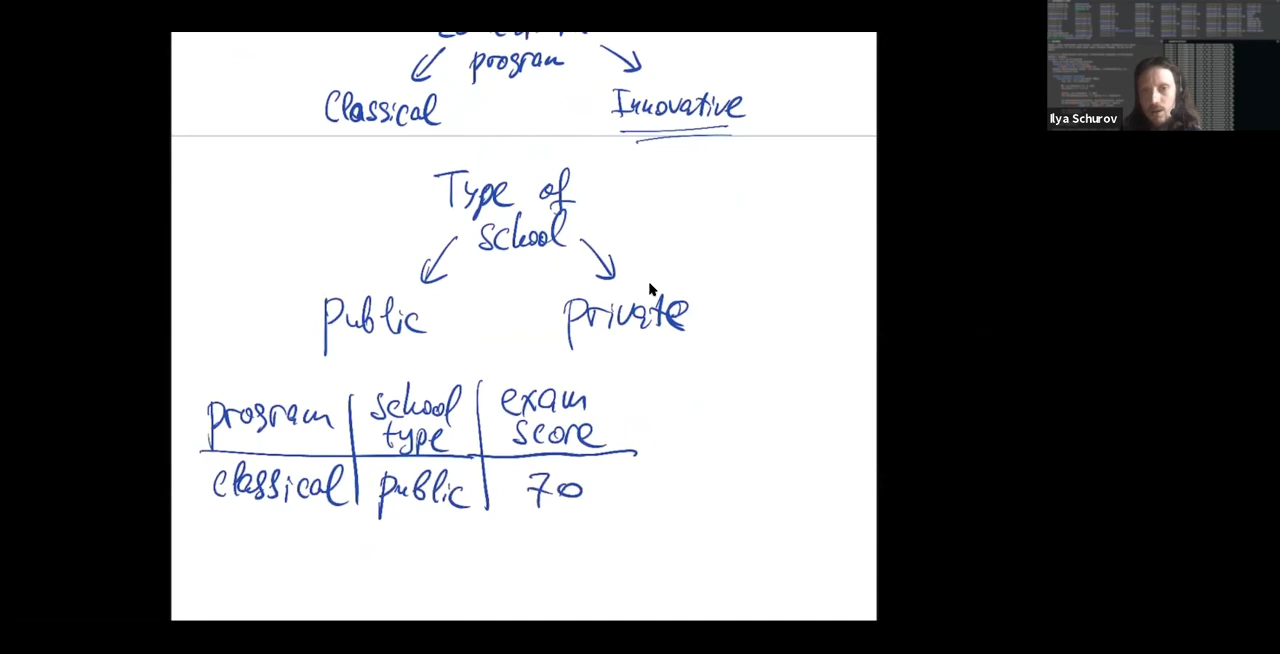 program
Classical
Innovative
Type of
school
public
private
program | school type | exam score
classical | public | 70
Ilya Schurov